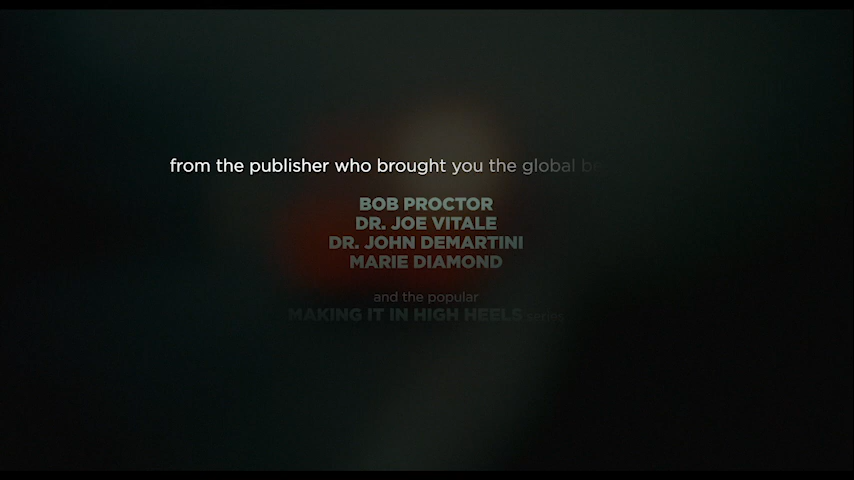 from the publisher who brought you the global
BOB PROCTOR
DR. JOE VITALE
DR. JOHN DEMARTINI
MARIE DIAMOND
and the popular
MAKING IT IN HIGH HEELS series